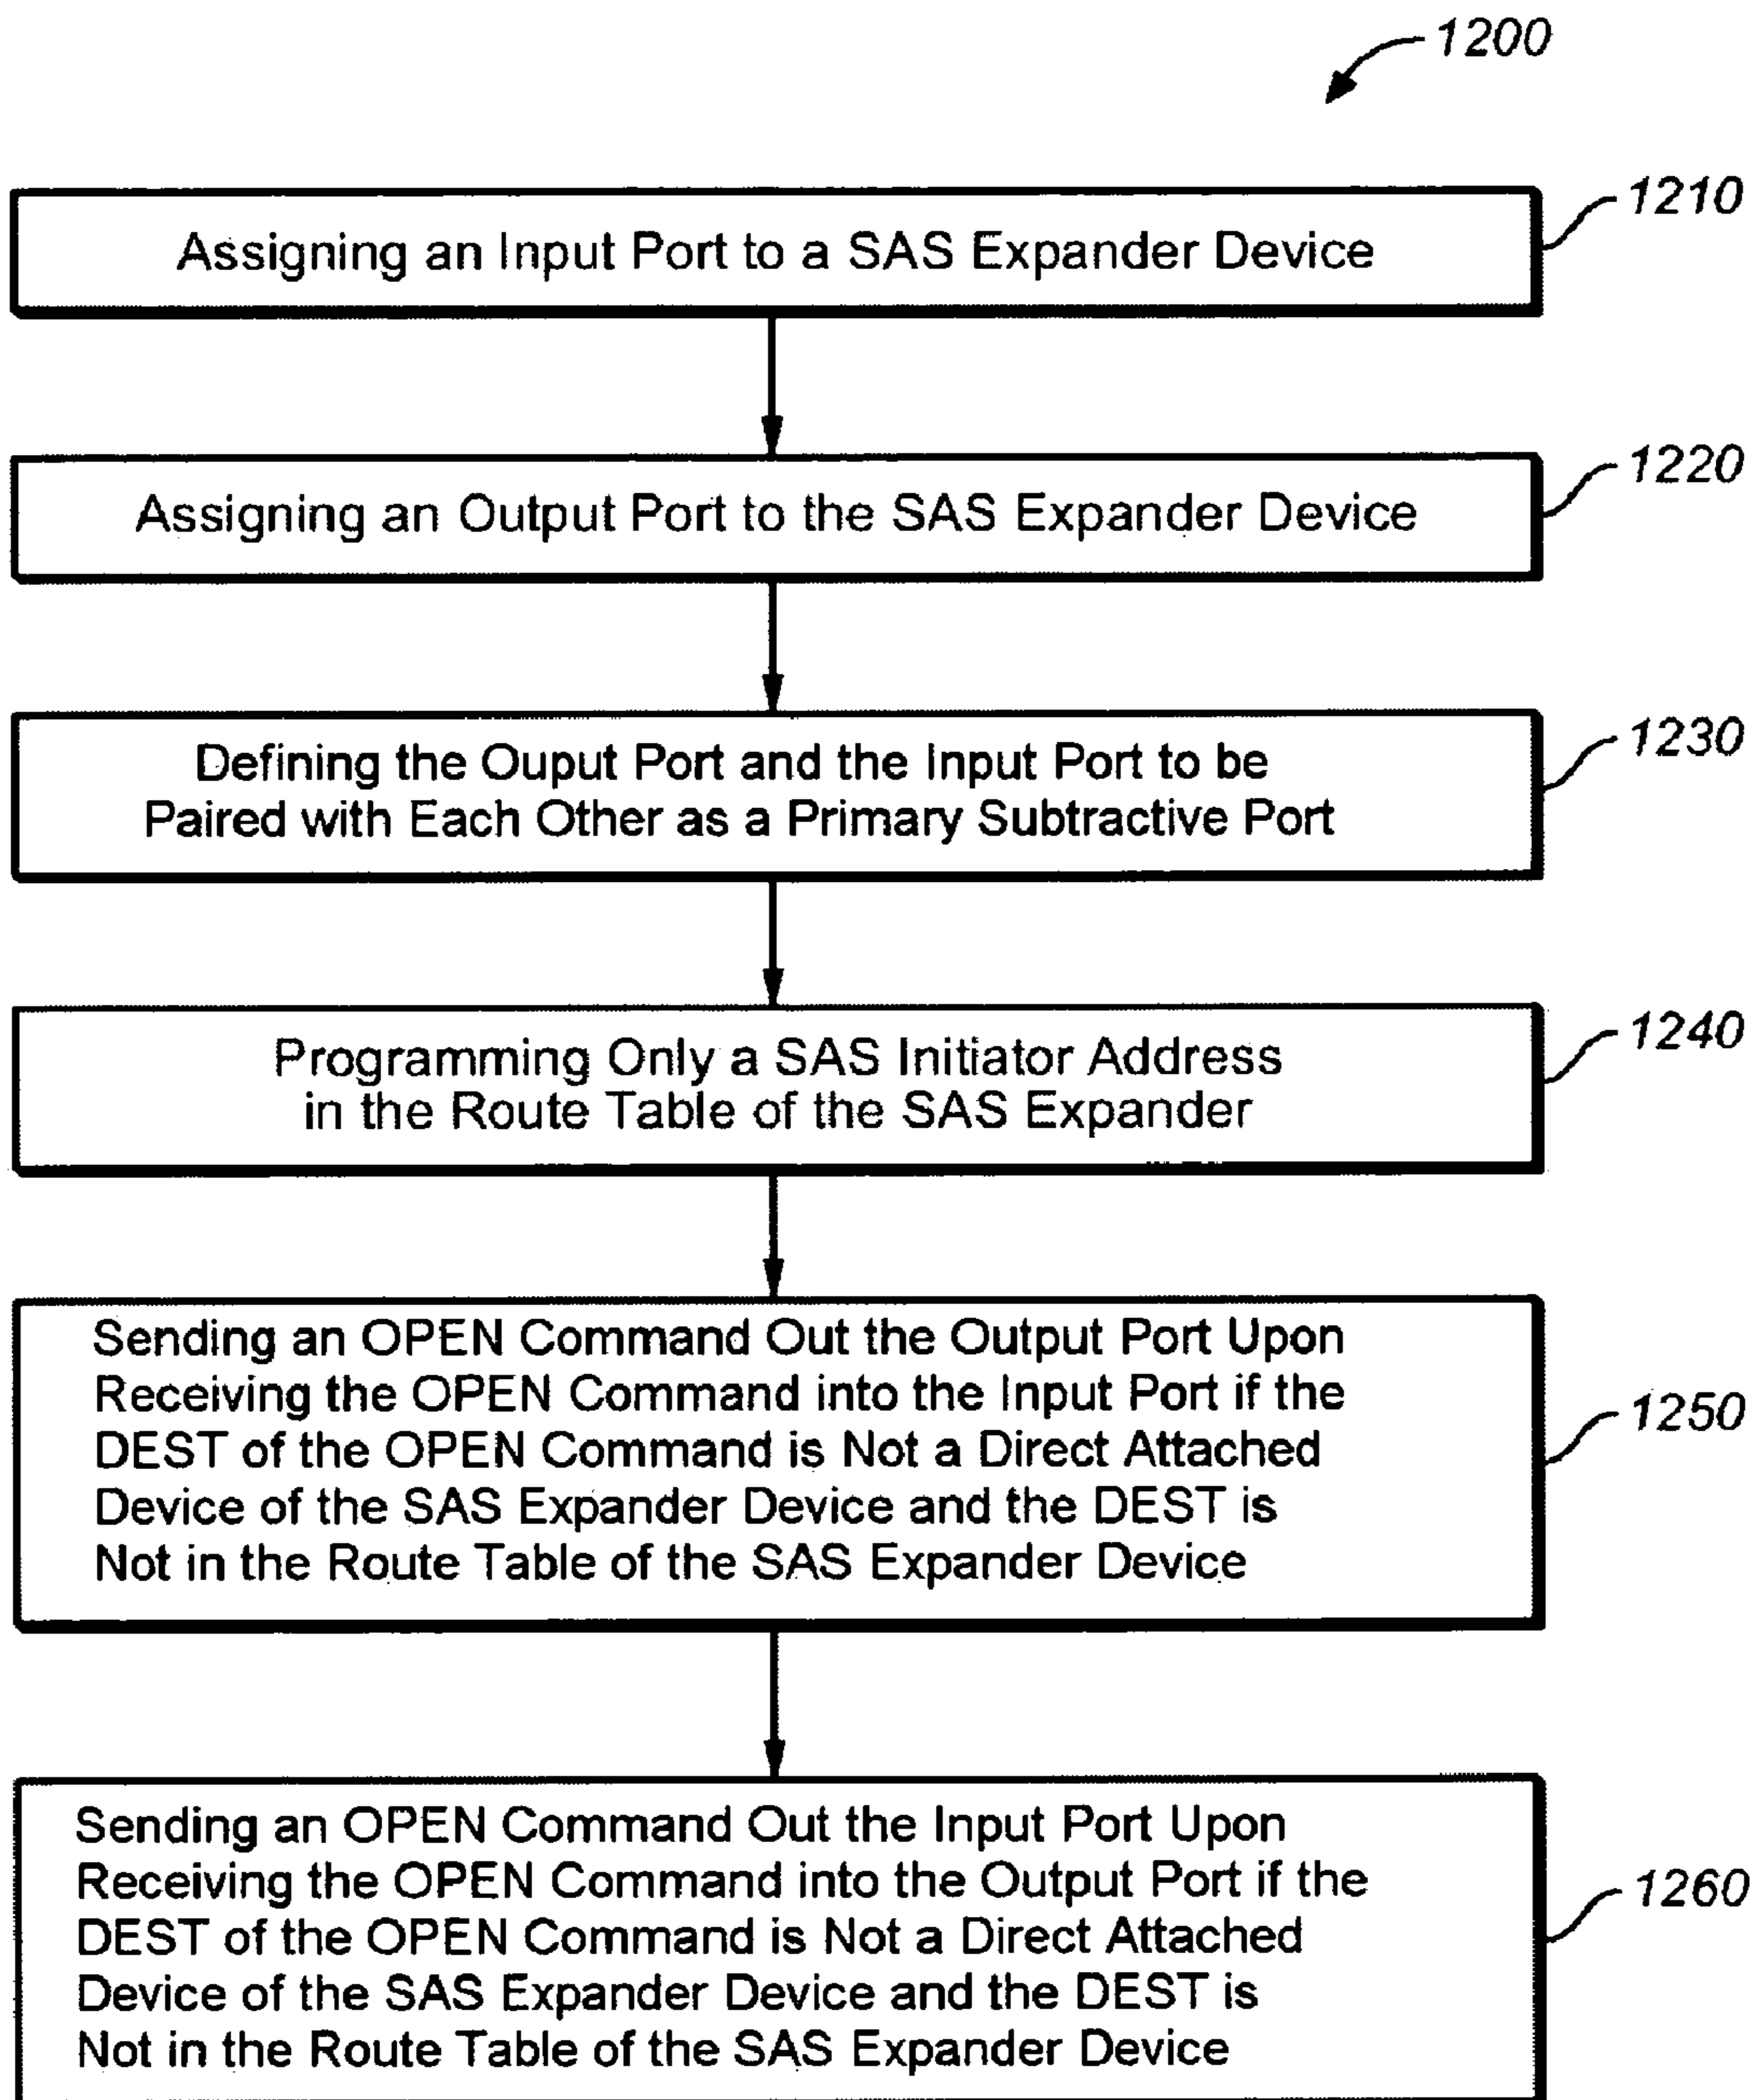 1200
1210
Assigning an Input Port to a SAS Expander Device
1220
Assigning an Output Port to the SAS Expander Device
1230
Defining the Ouput Port and the Input Port to be
Paired with Each Other as a Primary Subtractive Port
1240
Programming Only a SAS Initiator Address
in the Route Table of the SAS Expander
1250
Sending an OPEN Command Out the Output Port Upon
Receiving the OPEN Command into the Input Port if the
DEST of the OPEN Command is Not a Direct Attached
Device of the SAS Expander Device and the DEST is
Not in the Route Table of the SAS Expander Device
1260
Sending an OPEN Command Out the Input Port Upon
Receiving the OPEN Command into the Output Port if the
DEST of the OPEN Command is Not a Direct Attached
Device of the SAS Expander Device and the DEST is
Not in the Route Table of the SAS Expander Device